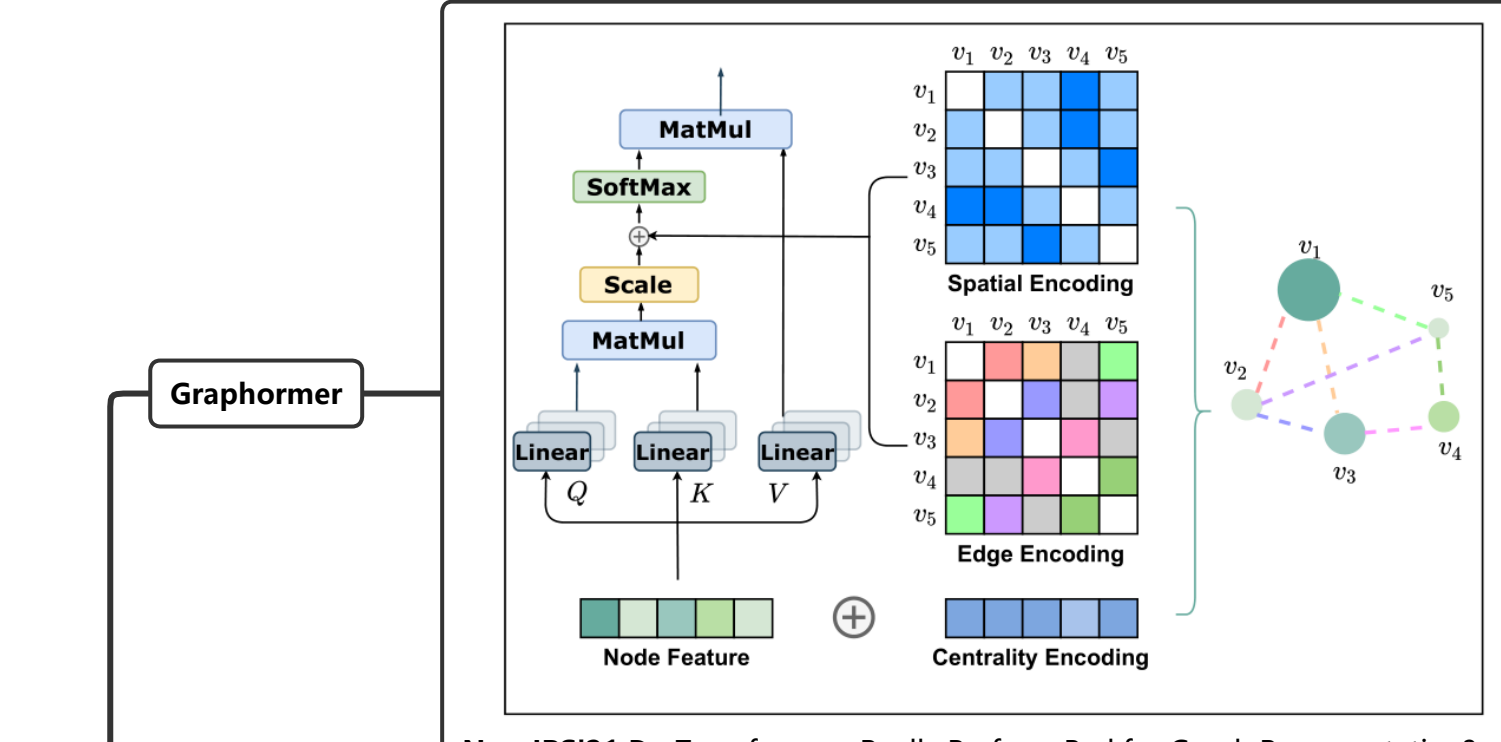 Graphormer
MatMul
SoftMax
Scale
MatMul
Linear Linear Linear
Q K V
Node Feature
v1 v2 v3 v4 v5
v1
v2
v3
v4
v5
Spatial Encoding
v1 v2 v3 v4 v5
v1
v2
v3
v4
v5
Edge Encoding
Centrality Encoding
v1
v5
v2
v4
v3